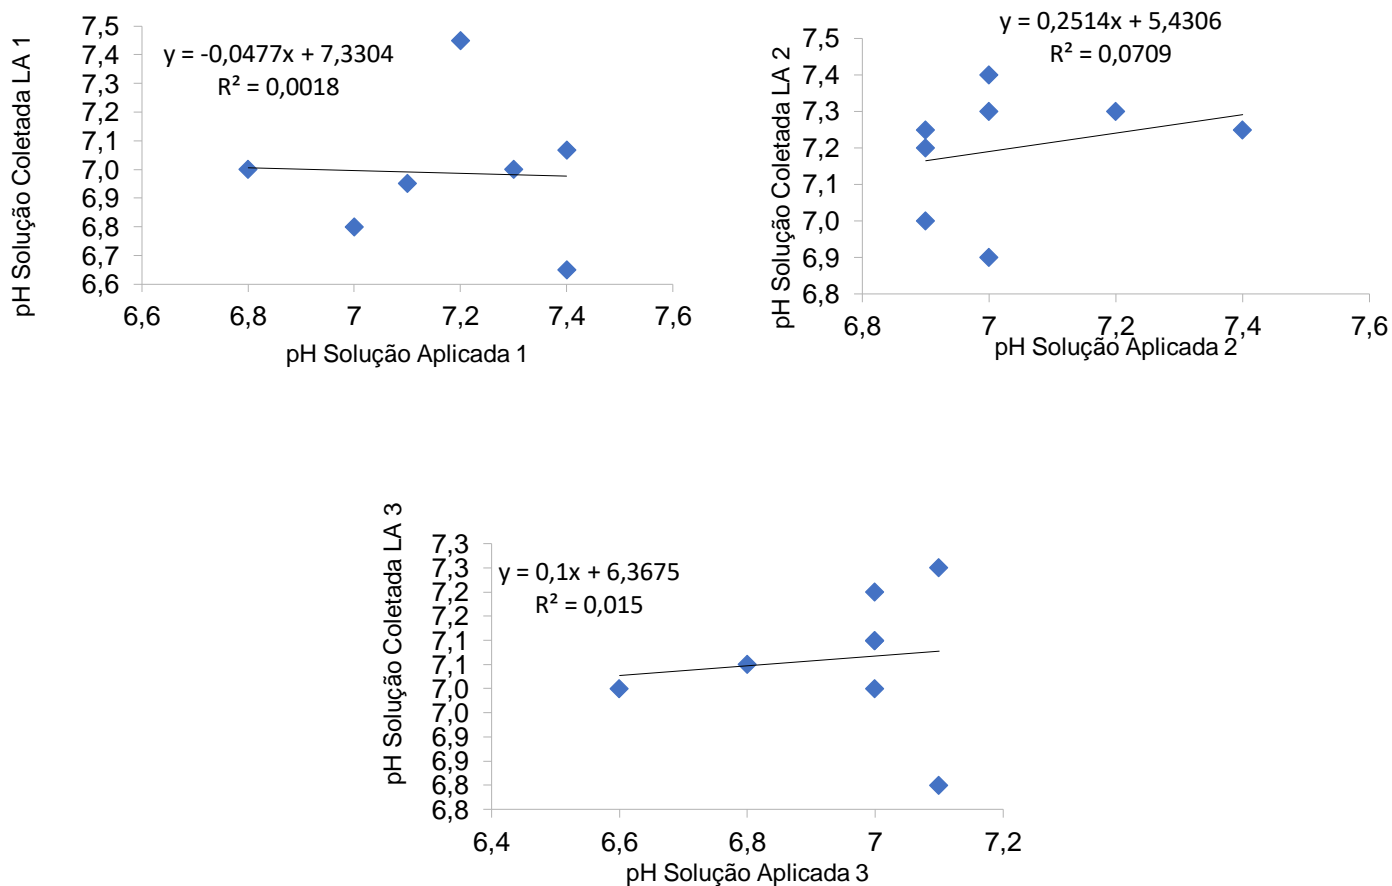 pH Solução Coletada LA 1
y = -0,0477x + 7,3304
R² = 0,0018
7,5
7,4
7,3
7,2
7,1
7,0
6,9
6,8
6,7
6,6
6,6 6,8 7 7,2 7,4 7,6
pH Solução Aplicada 1
pH Solução Coletada LA 2
y = 0,2514x + 5,4306
R² = 0,0709
7,5
7,4
7,3
7,2
7,1
7,0
6,9
6,8
6,8 7 7,2 7,4 7,6
pH Solução Aplicada 2
pH Solução Coletada LA 3
y = 0,1x + 6,3675
R² = 0,015
7,3
7,3
7,2
7,2
7,1
7,1
7,0
7,0
6,9
6,9
6,8
6,8
6,4 6,6 6,8 7 7,2
pH Solução Aplicada 3